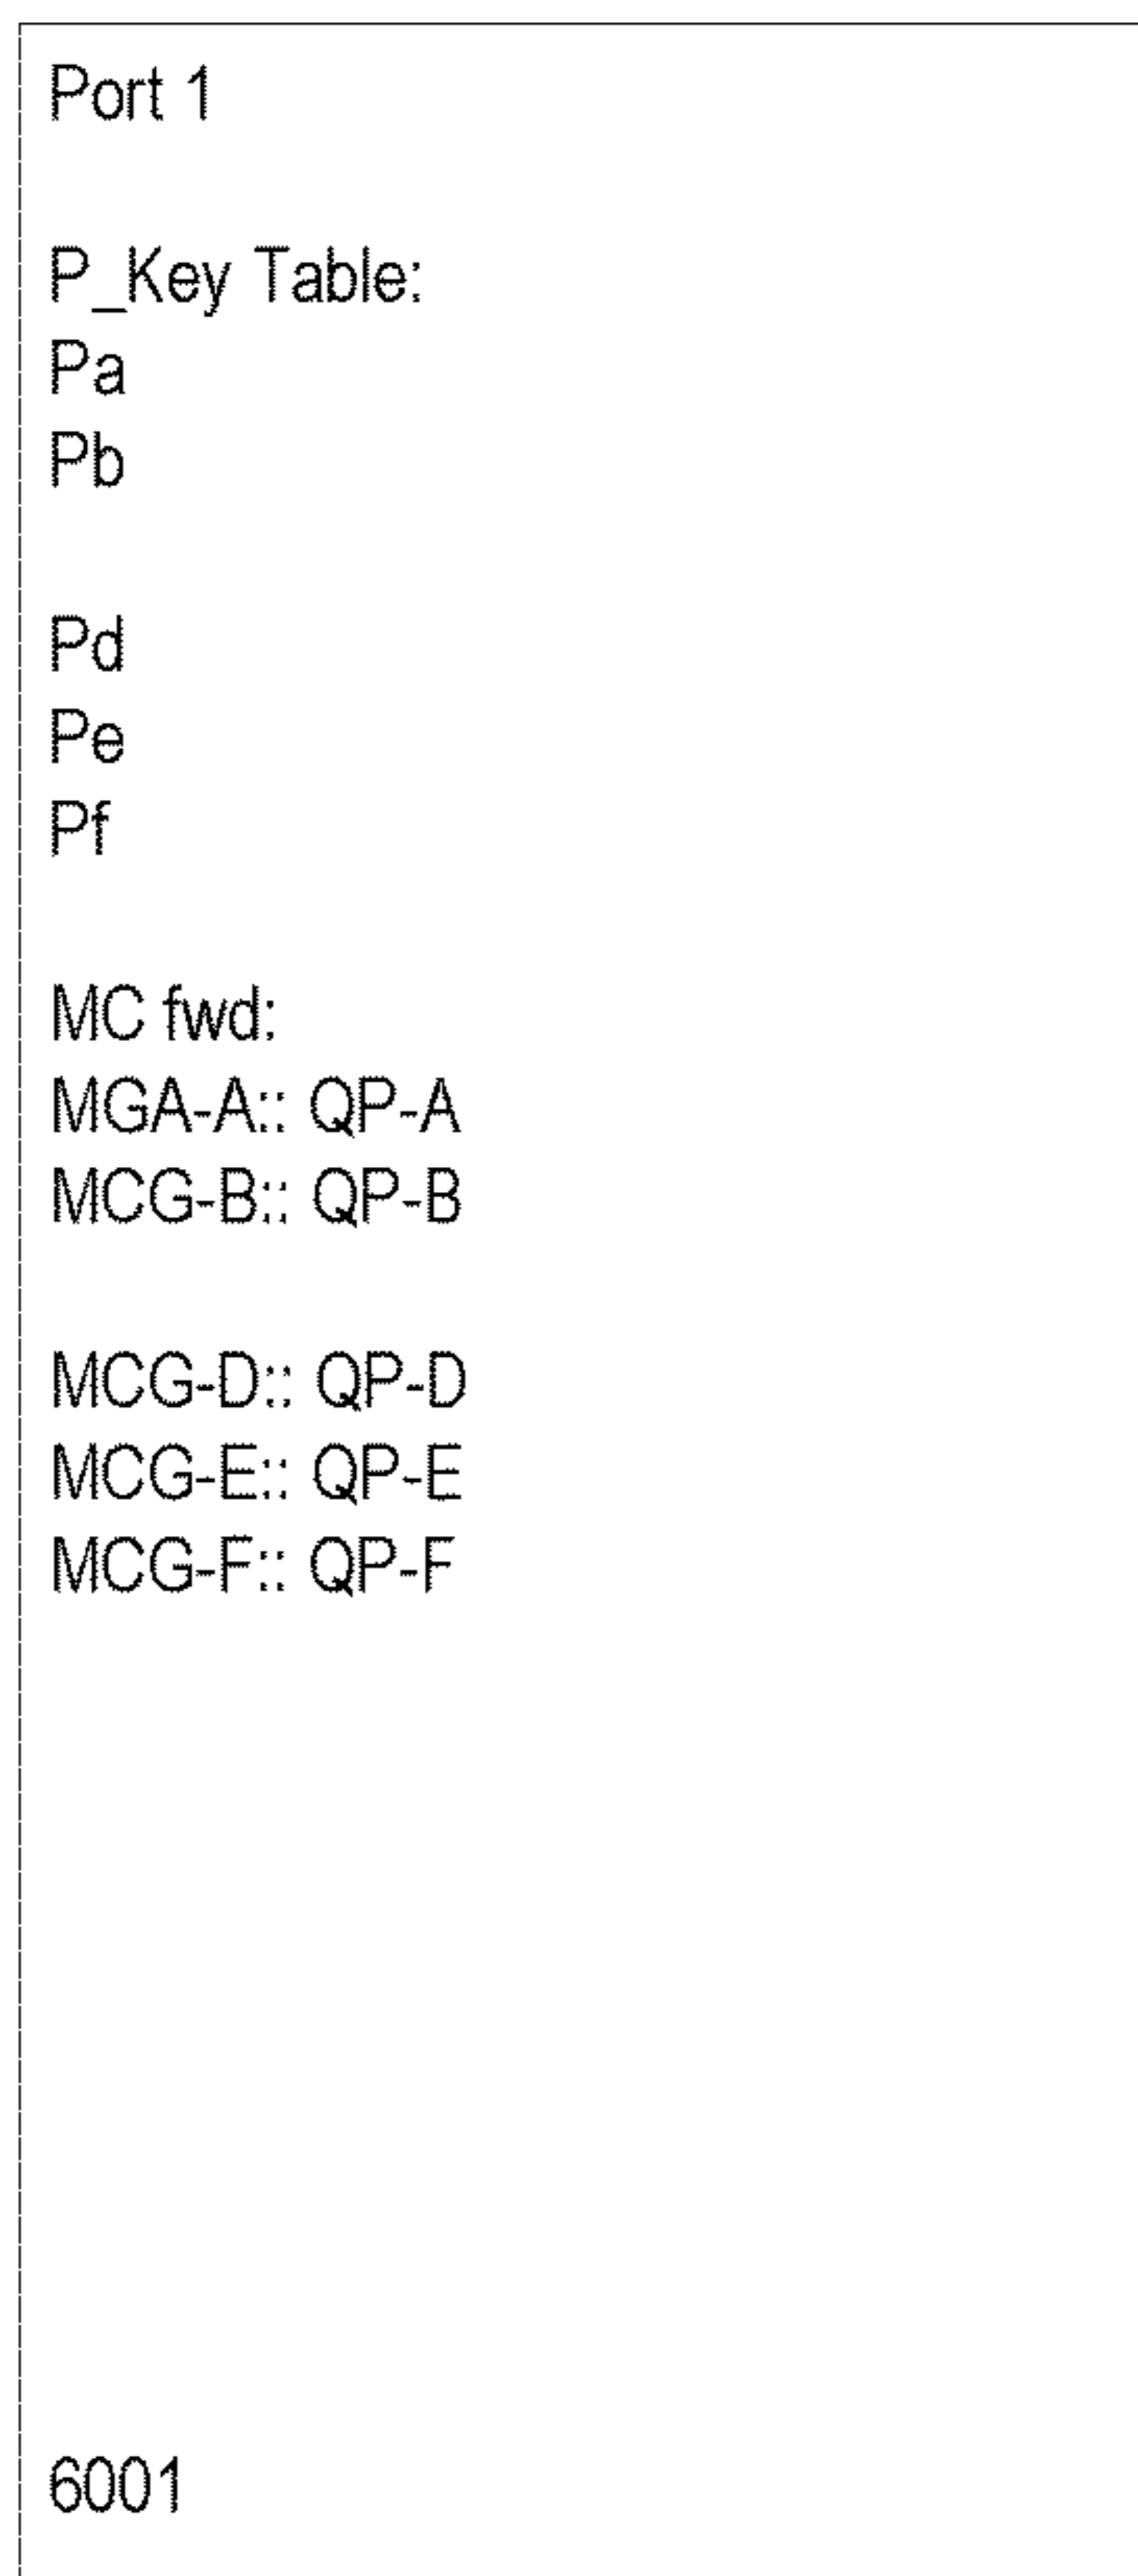 Port 1
P_Key Table:
Pa
Pb
Pd
Pe
Pf
MC fwd:
MGA-A:: QP-A
MCG-B:: QP-B
MCG-D:: QP-D
MCG-E:: QP-E
MCG-F:: QP-F
6001